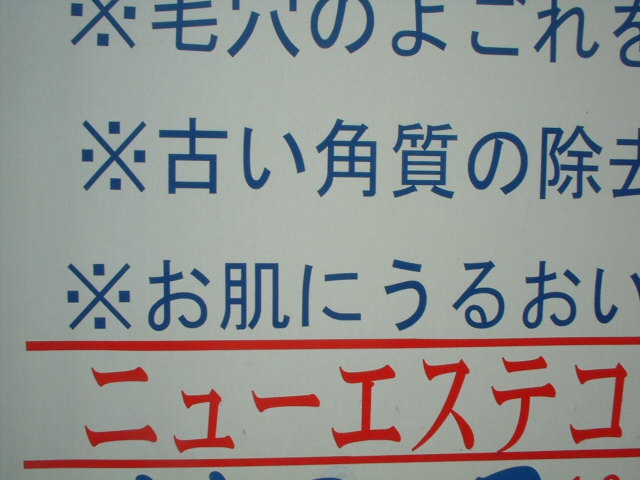 ※毛穴のよごれを
※古い角質の除去
※お肌にうるおい
ニューエステコ